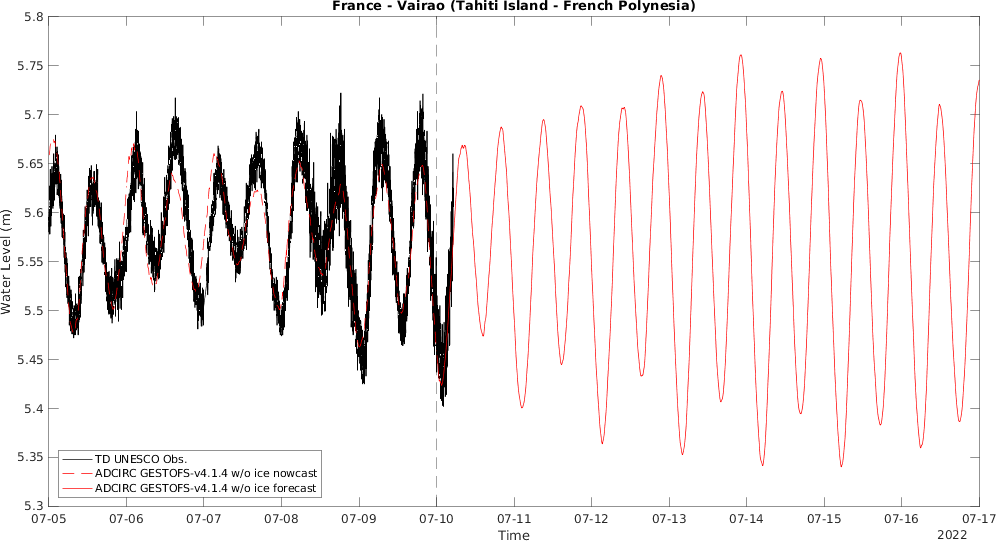 France - Vairao (Tahiti Island - French Polynesia)
5.8
5.75
5.7
5.65
5.6
5.55
5.5
5.45
5.4
5.35
5.3
Water Level (m)
TD UNESCO Obs.
ADCIRC GESTOFS-v4.1.4 w/o ice nowcast
ADCIRC GESTOFS-v4.1.4 w/o ice forecast
07-05 07-06 07-07 07-08 07-09 07-10 07-11 07-12 07-13 07-14 07-15 07-16 07-17
Time
2022